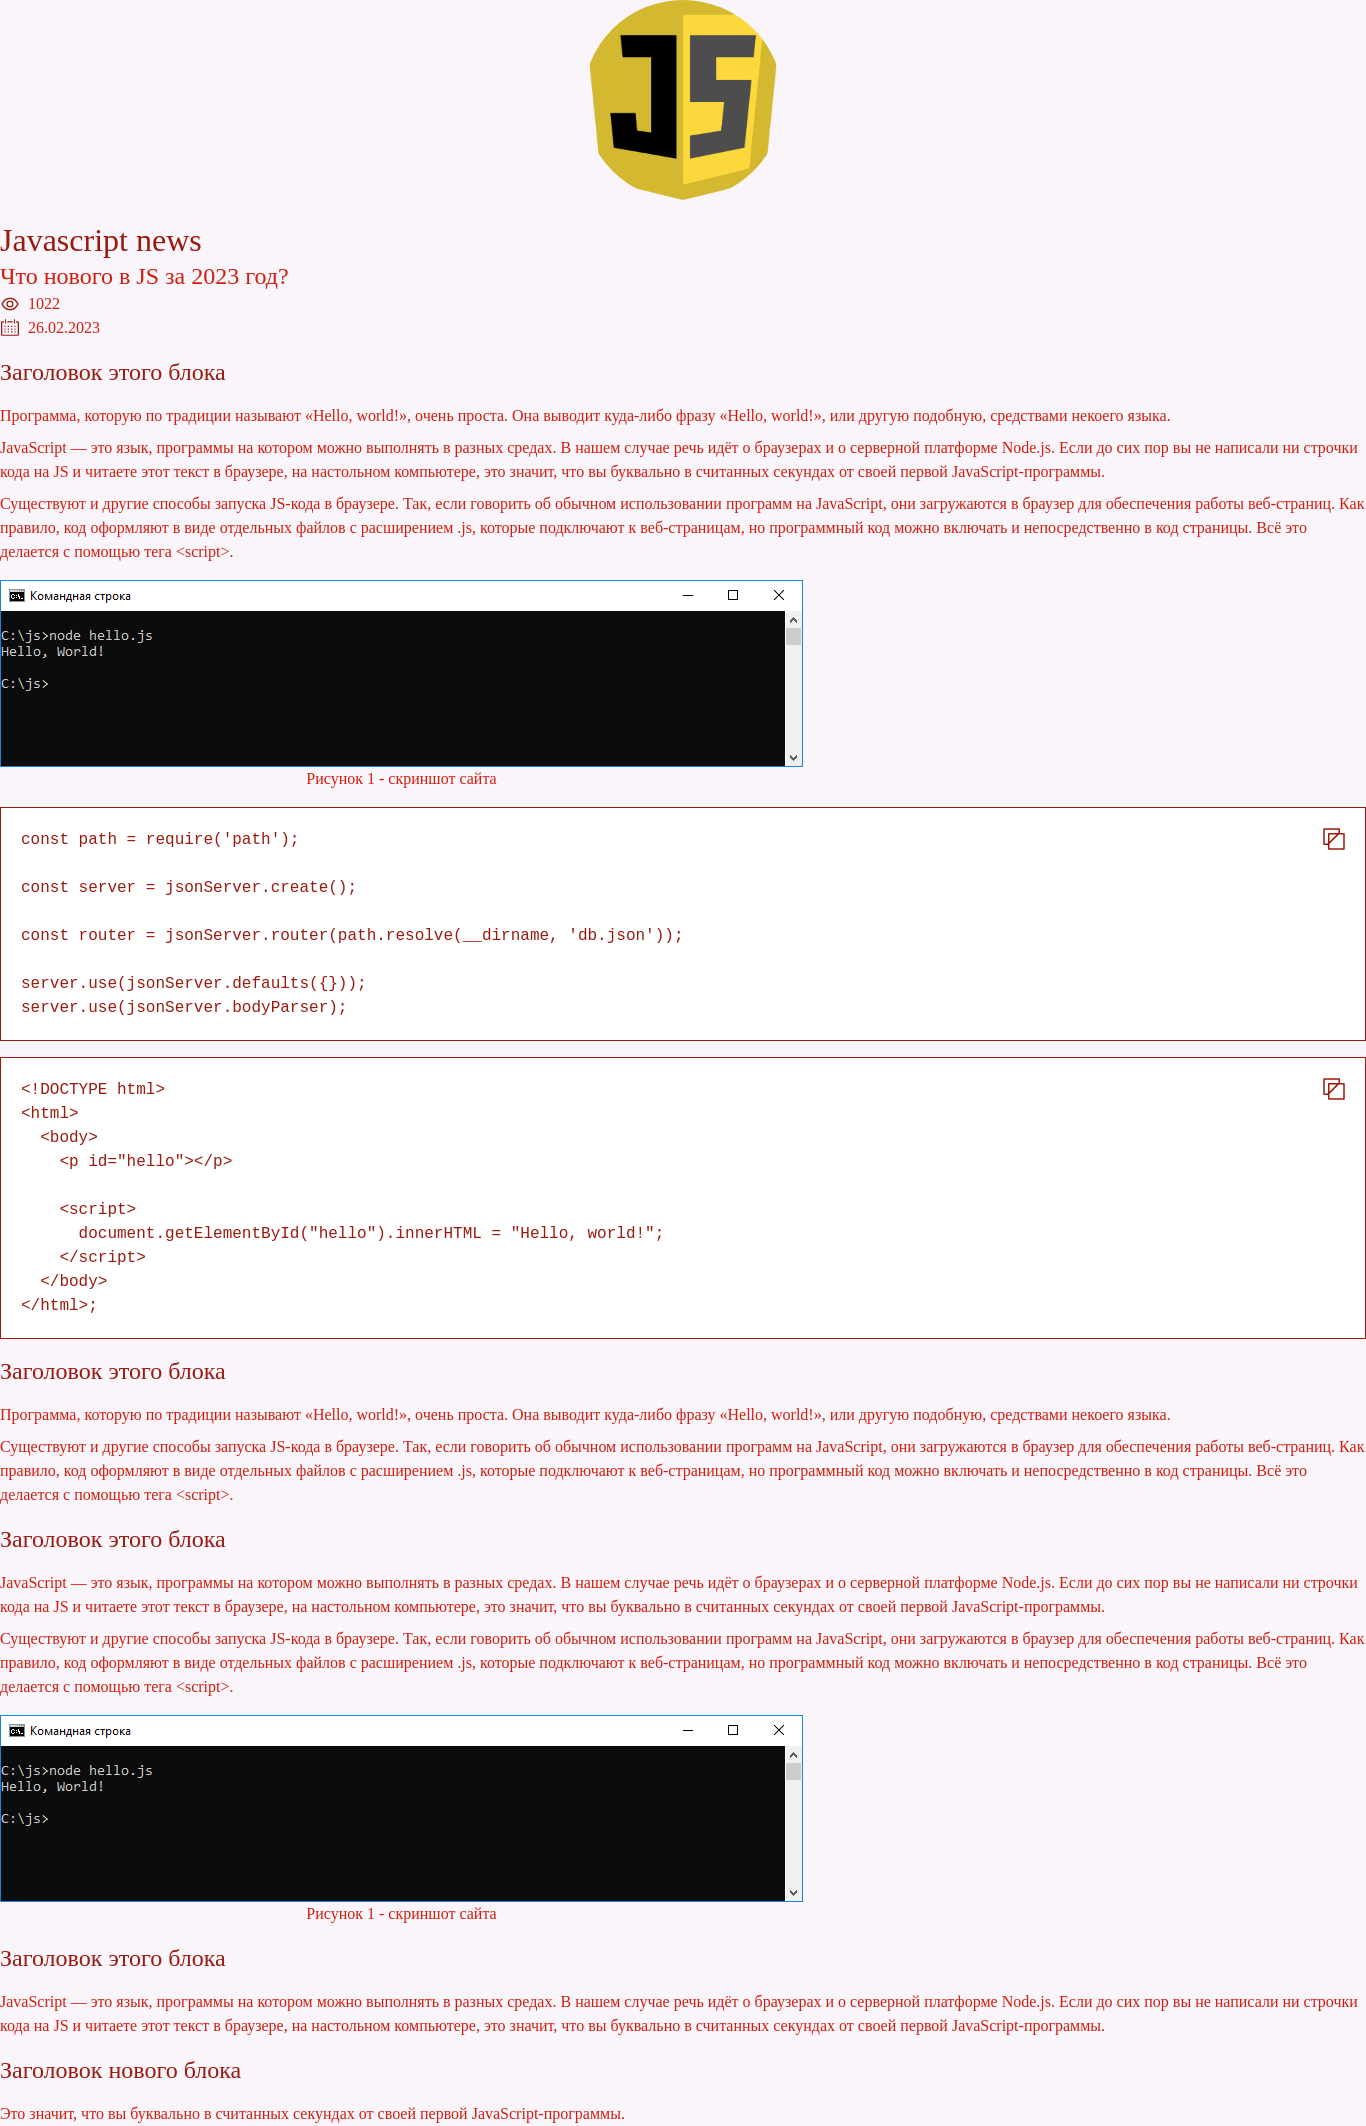 JS
Javascript news
Что нового в JS за 2023 год?
1022
26.02.2023
Заголовок этого блока
Программа, которую по традиции называют «Hello, world!», очень проста. Она выводит куда-либо фразу «Hello, world!», или другую подобную, средствами некоего языка.
JavaScript — это язык, программы на котором можно выполнять в разных средах. В нашем случае речь идёт о браузерах и о серверной платформе Node.js. Если до сих пор вы не написали ни строчки
кода на JS и читаете этот текст в браузере, на настольном компьютере, это значит, что вы буквально в считанных секундах от своей первой JavaScript-программы.
Существуют и другие способы запуска JS-кода в браузере. Так, если говорить об обычном использовании программ на JavaScript, они загружаются в браузер для обеспечения работы веб-страниц. Как
правило, код оформляют в виде отдельных файлов с расширением .js, которые подключают к веб-страницам, но программный код можно включать и непосредственно в код страницы. Всё это
делается с помощью тега <script>.
Командная строка
C:\js>node hello.js
Hello, World!
C:\js>
Рисунок 1 - скриншот сайта
const path = require('path');
const server = jsonServer.create();
const router = jsonServer.router(path.resolve(__dirname, 'db.json'));
server.use(jsonServer.defaults({}));
server.use(jsonServer.bodyParser);
<!DOCTYPE html>
<html>
  <body>
    <p id="hello"></p>
    <script>
      document.getElementById("hello").innerHTML = "Hello, world!";
    </script>
  </body>
</html>;
Заголовок этого блока
Программа, которую по традиции называют «Hello, world!», очень проста. Она выводит куда-либо фразу «Hello, world!», или другую подобную, средствами некоего языка.
Существуют и другие способы запуска JS-кода в браузере. Так, если говорить об обычном использовании программ на JavaScript, они загружаются в браузер для обеспечения работы веб-страниц. Как
правило, код оформляют в виде отдельных файлов с расширением .js, которые подключают к веб-страницам, но программный код можно включать и непосредственно в код страницы. Всё это
делается с помощью тега <script>.
Заголовок этого блока
JavaScript — это язык, программы на котором можно выполнять в разных средах. В нашем случае речь идёт о браузерах и о серверной платформе Node.js. Если до сих пор вы не написали ни строчки
кода на JS и читаете этот текст в браузере, на настольном компьютере, это значит, что вы буквально в считанных секундах от своей первой JavaScript-программы.
Существуют и другие способы запуска JS-кода в браузере. Так, если говорить об обычном использовании программ на JavaScript, они загружаются в браузер для обеспечения работы веб-страниц. Как
правило, код оформляют в виде отдельных файлов с расширением .js, которые подключают к веб-страницам, но программный код можно включать и непосредственно в код страницы. Всё это
делается с помощью тега <script>.
Командная строка
C:\js>node hello.js
Hello, World!
C:\js>
Рисунок 1 - скриншот сайта
Заголовок этого блока
JavaScript — это язык, программы на котором можно выполнять в разных средах. В нашем случае речь идёт о браузерах и о серверной платформе Node.js. Если до сих пор вы не написали ни строчки
кода на JS и читаете этот текст в браузере, на настольном компьютере, это значит, что вы буквально в считанных секундах от своей первой JavaScript-программы.
Заголовок нового блока
Это значит, что вы буквально в считанных секундах от своей первой JavaScript-программы.